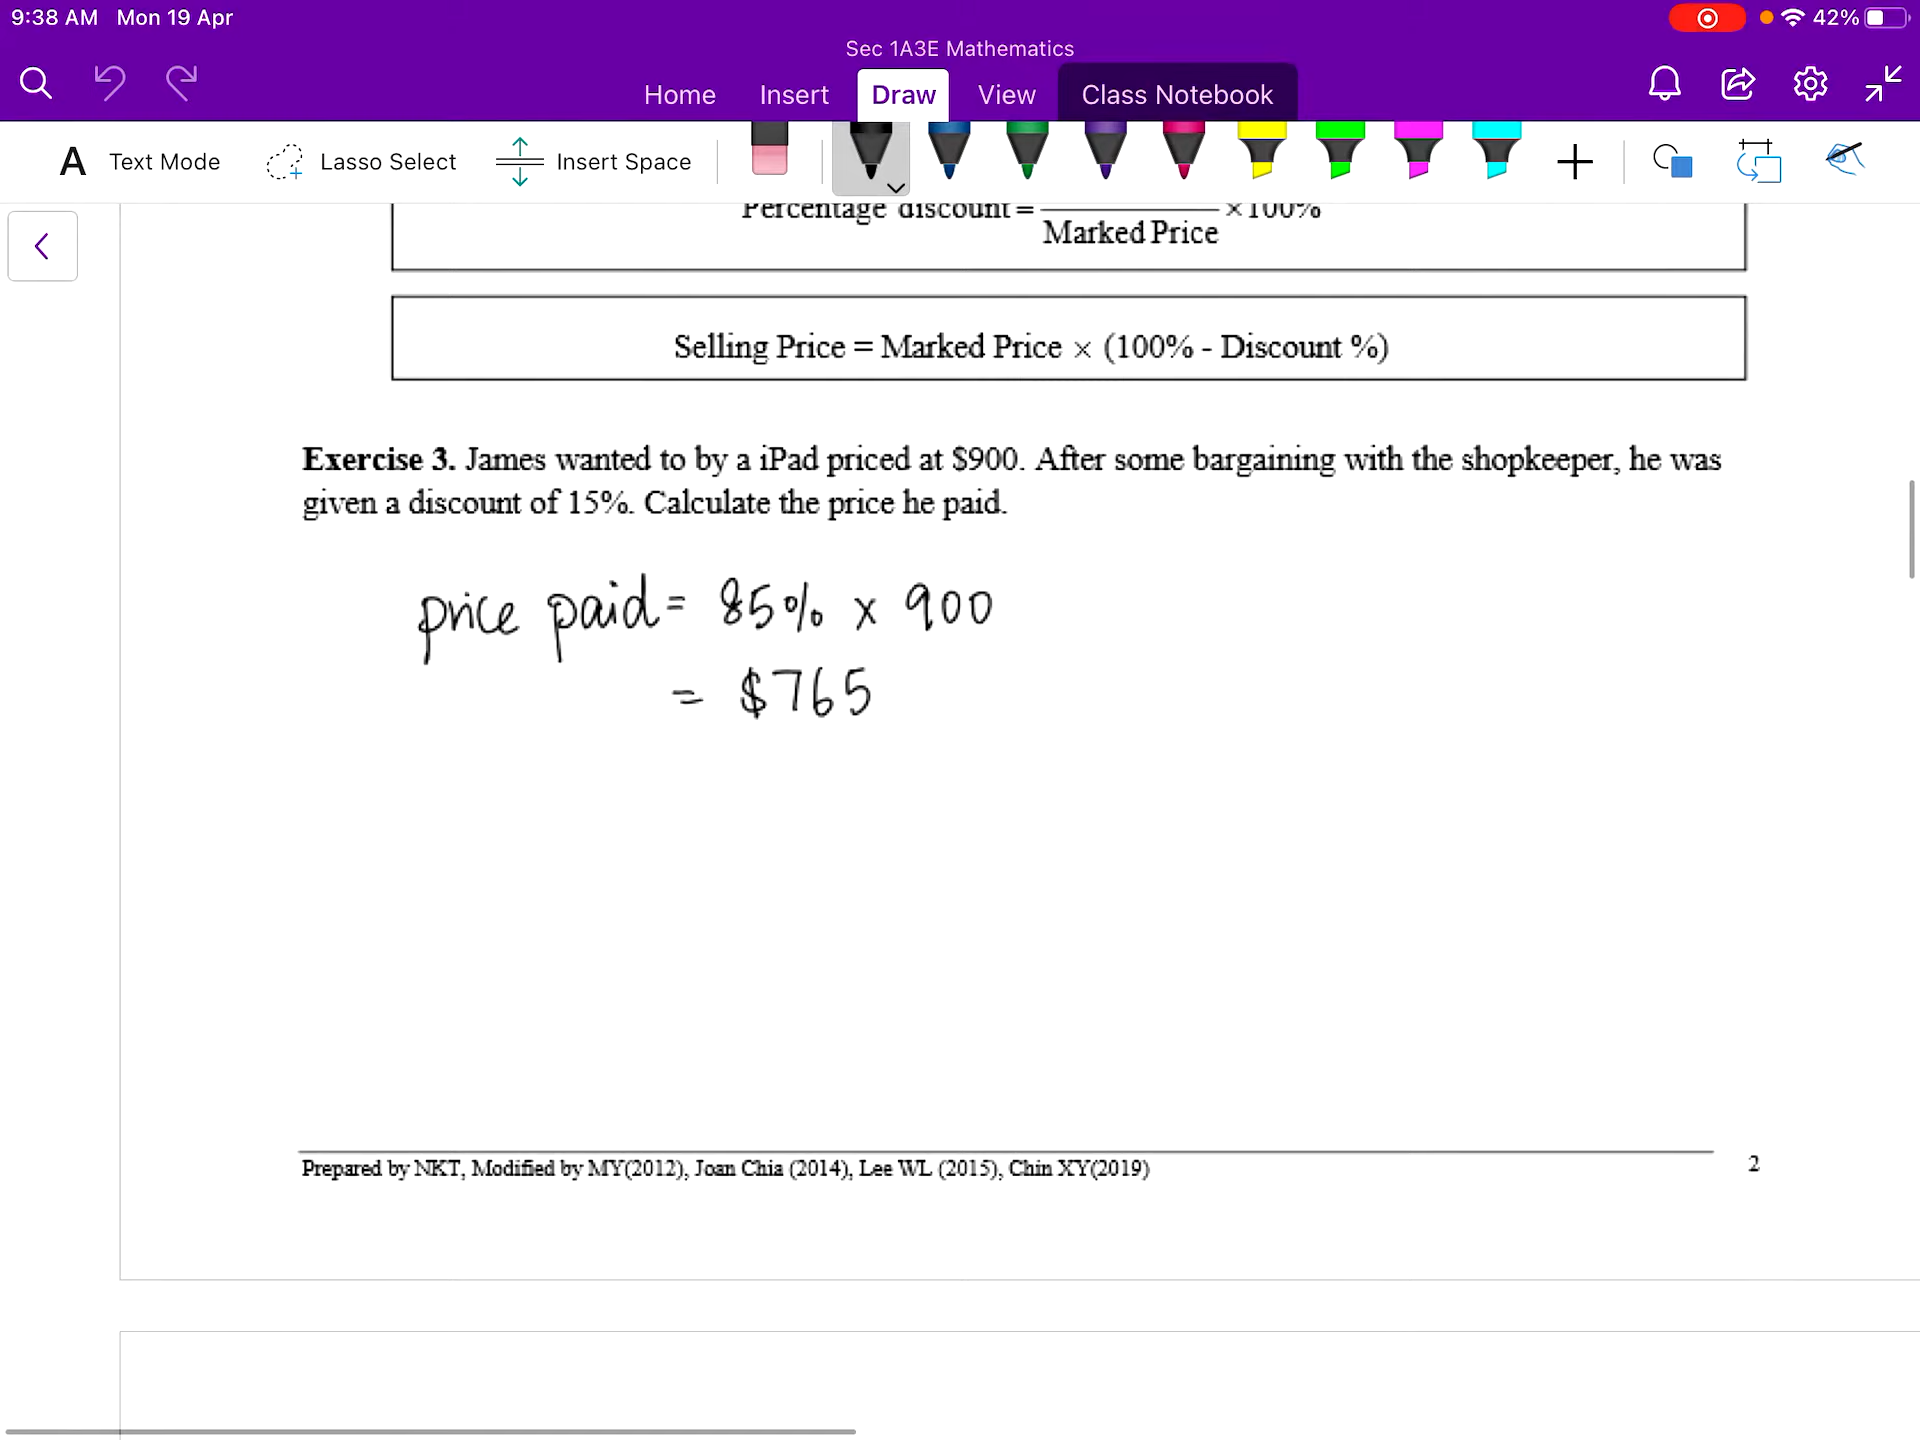 9:38 AM Mon 19 Apr
42%
Sec 1A3E Mathematics
Home Insert Draw View Class Notebook
A Text Mode Lasso Select Insert Space
Percentage discount = ×100%
Marked Price
Selling Price = Marked Price × (100% - Discount %)
Exercise 3. James wanted to by a iPad priced at $900. After some bargaining with the shopkeeper, he was
given a discount of 15%. Calculate the price he paid.
price paid = 85% x 900
= $765
Prepared by NKT, Modified by MY(2012), Joan Chia (2014), Lee WL (2015), Chin XY(2019)
2